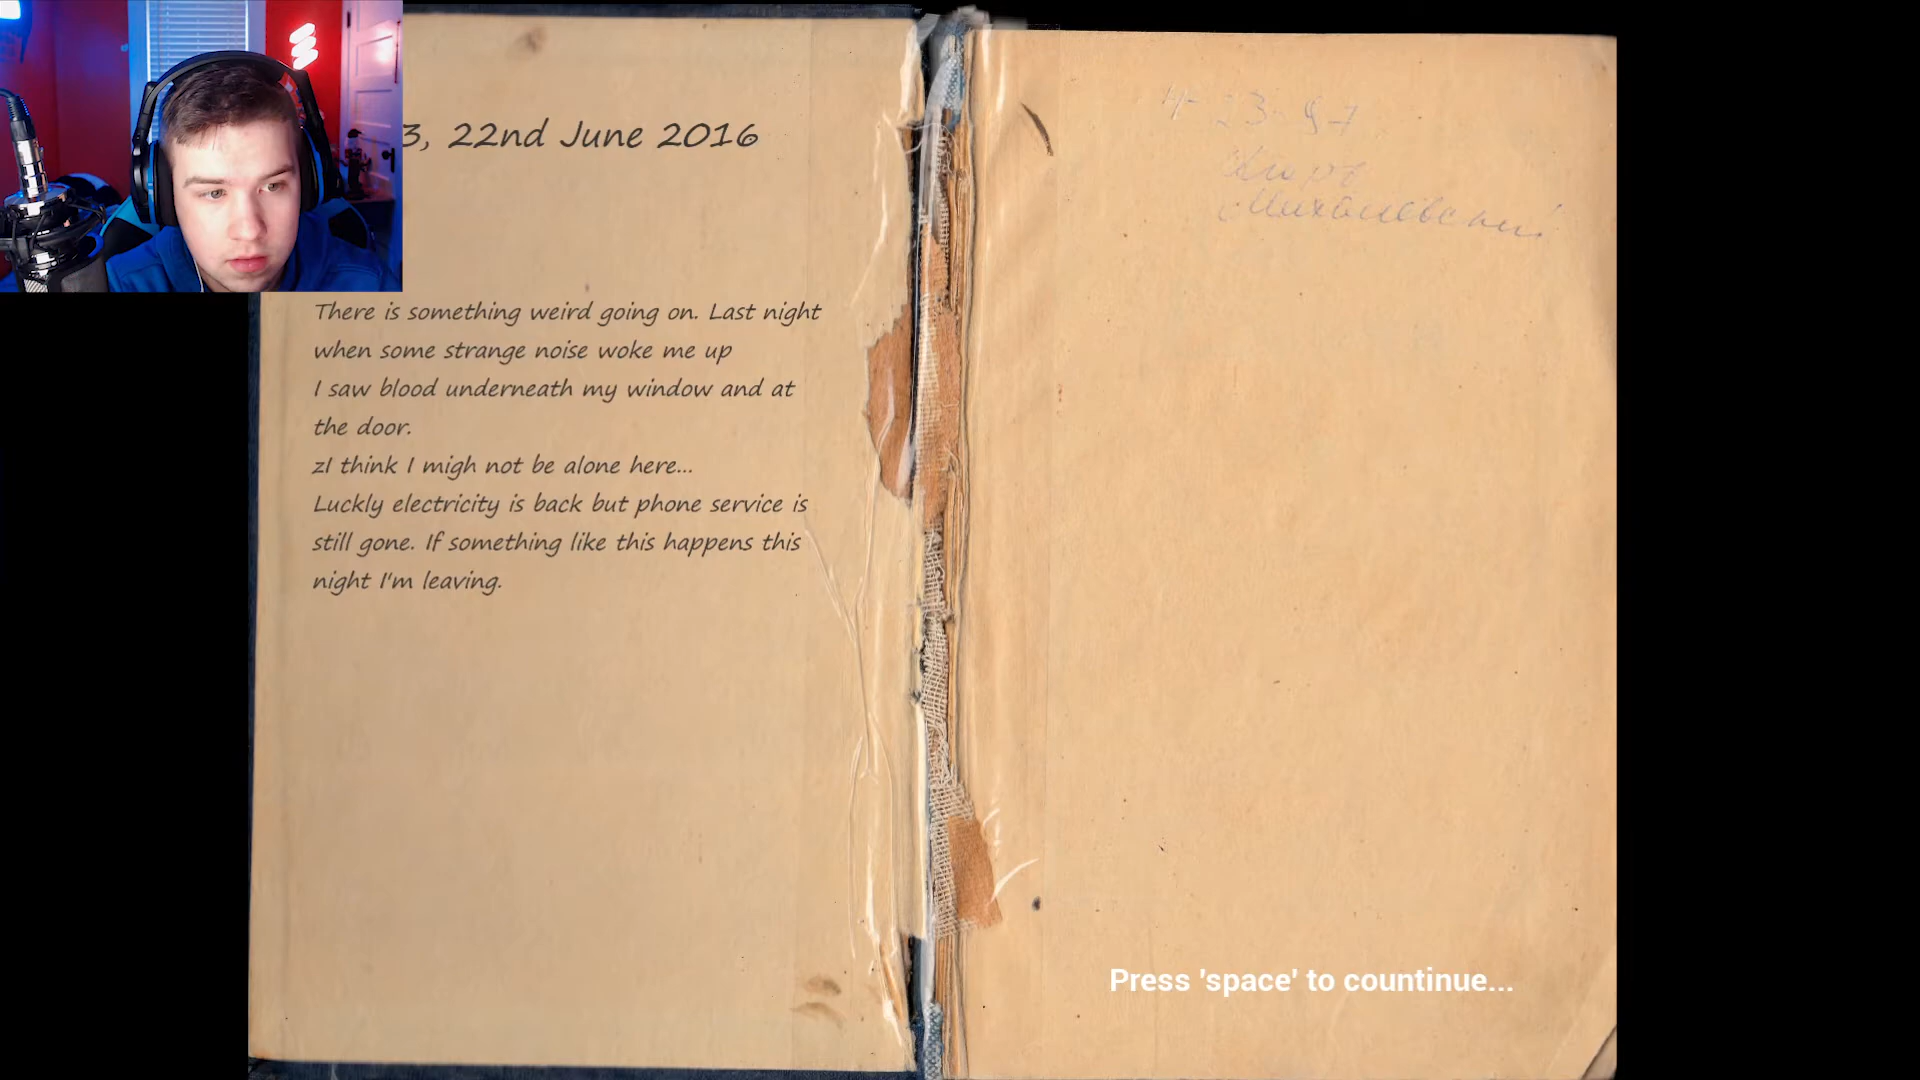 3, 22nd June 2016
There is something weird going on. Last night
when some strange noise woke me up
I saw blood underneath my window and at
the door.
zI think I migh not be alone here...
Luckly electricity is back but phone service is
still gone. If something like this happens this
night I'm leaving.
Press 'space' to countinue...